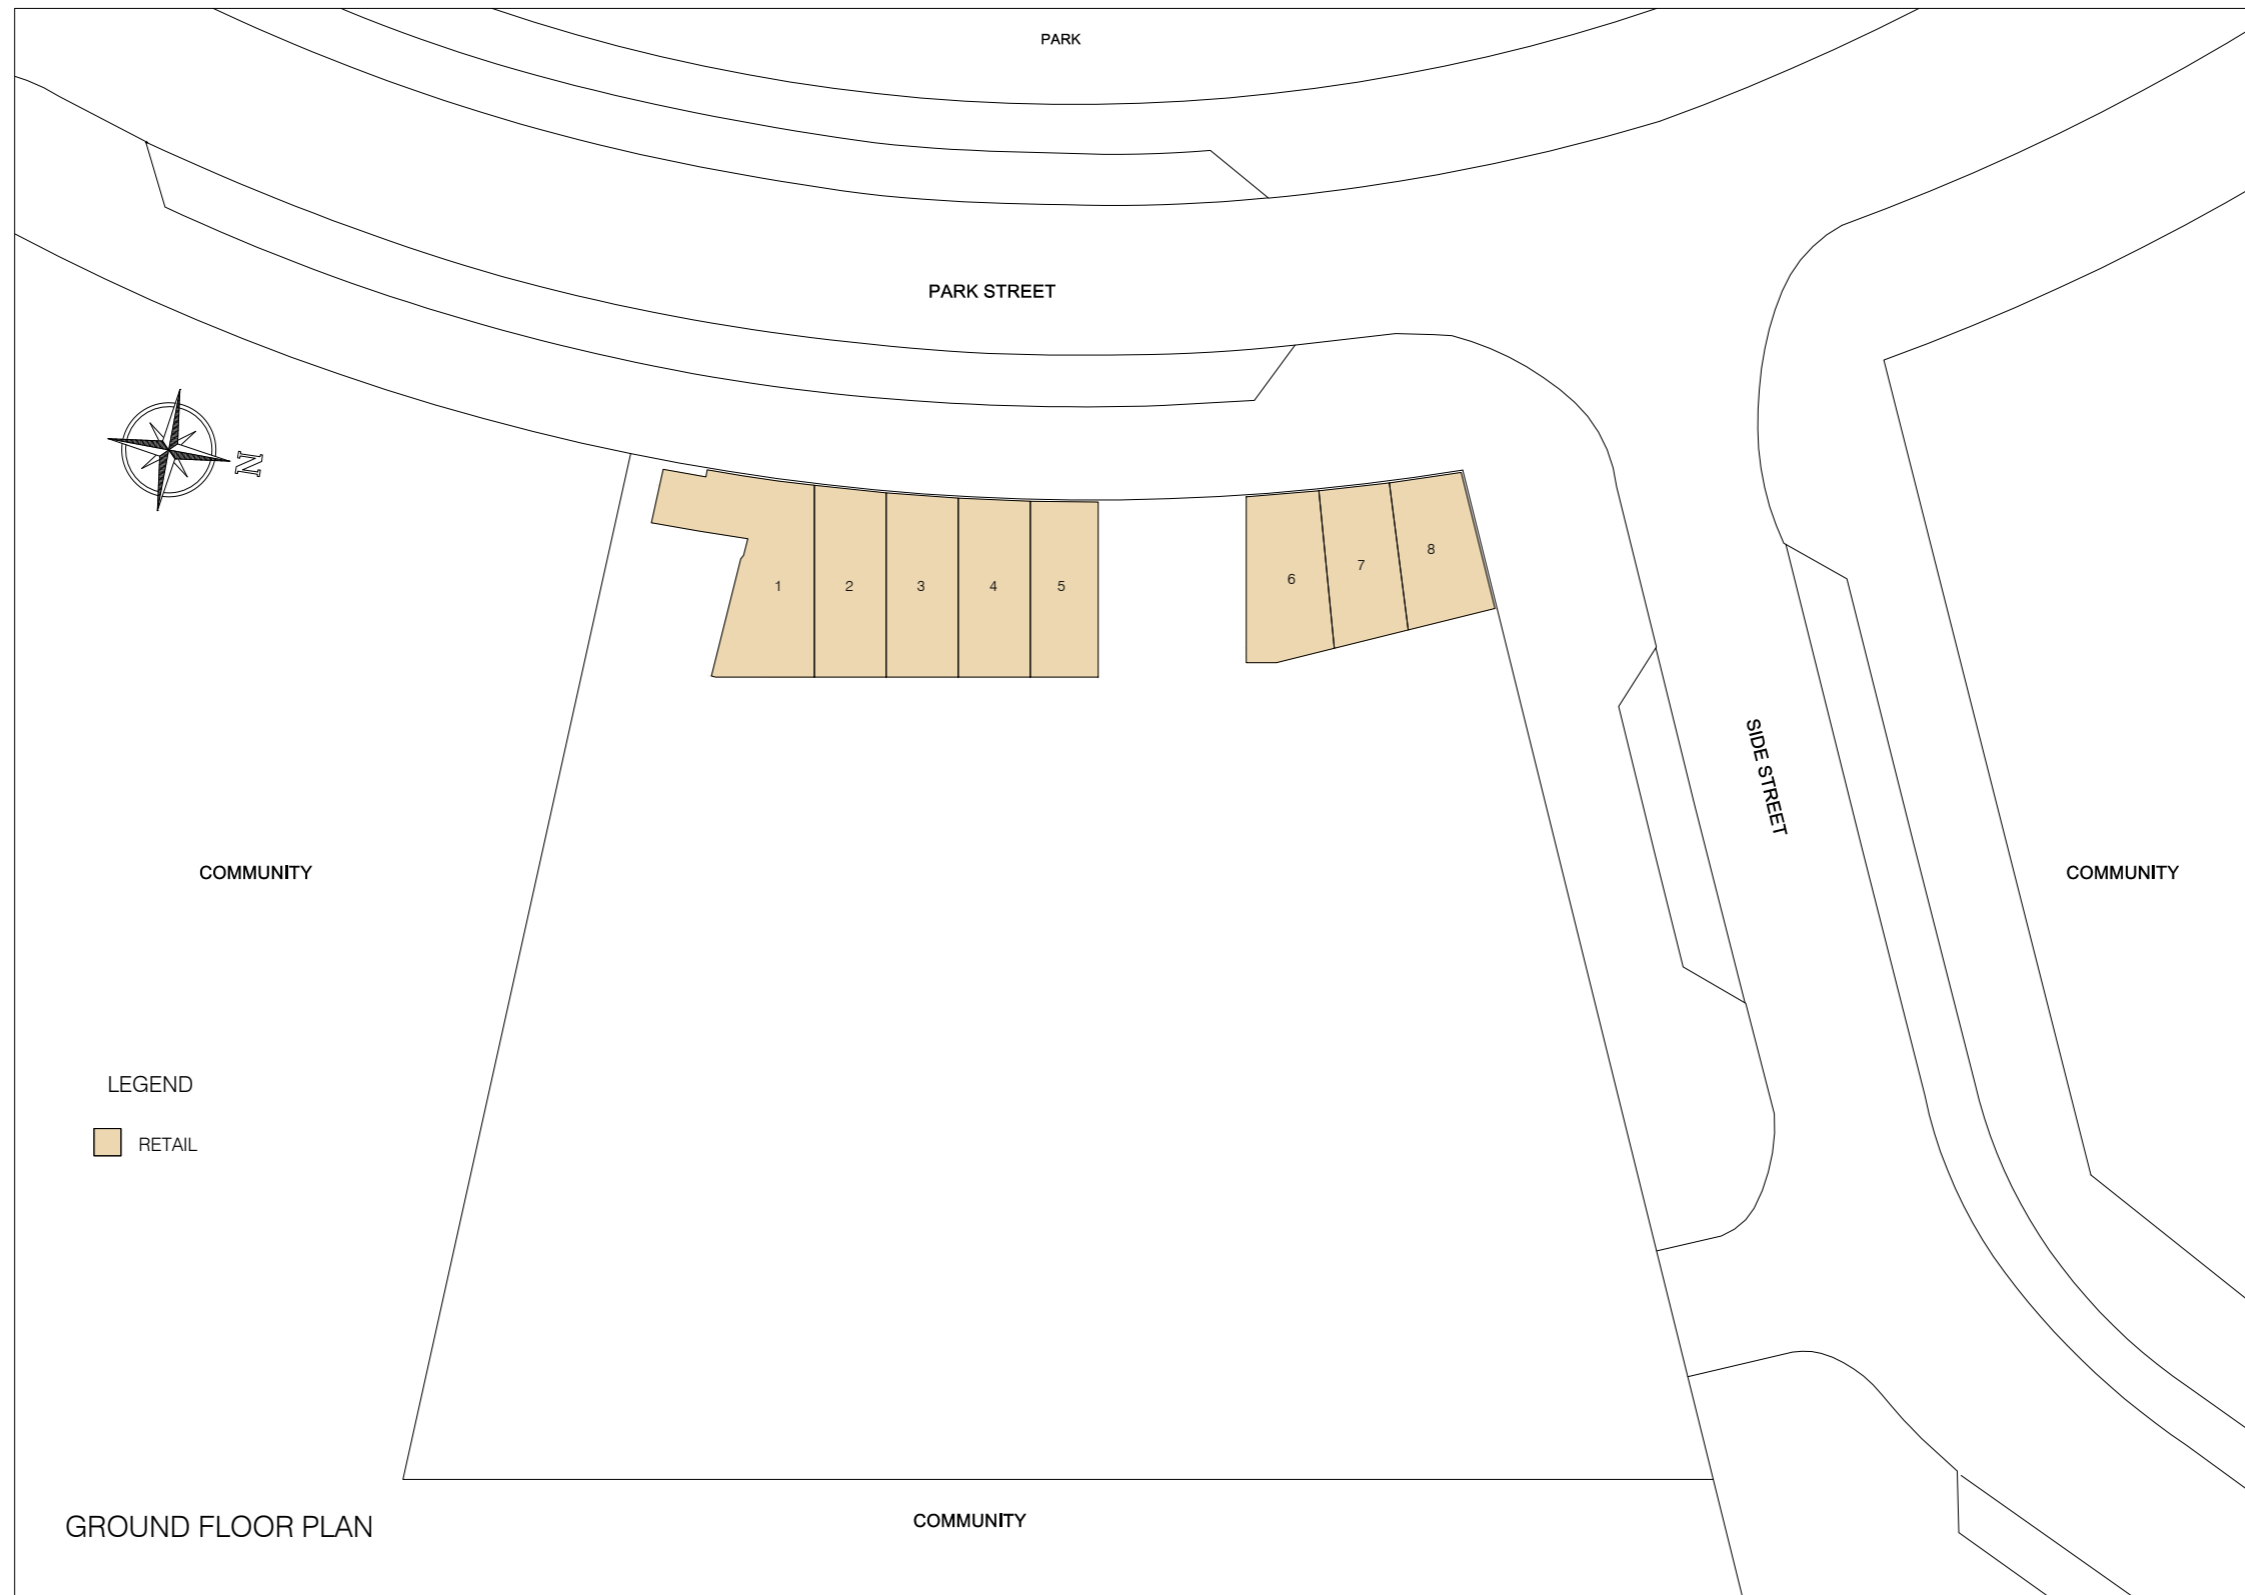 PARK
PARK STREET
N
1
2
3
4
5
6
7
8
SIDE STREET
COMMUNITY
COMMUNITY
LEGEND
RETAIL
GROUND FLOOR PLAN
COMMUNITY